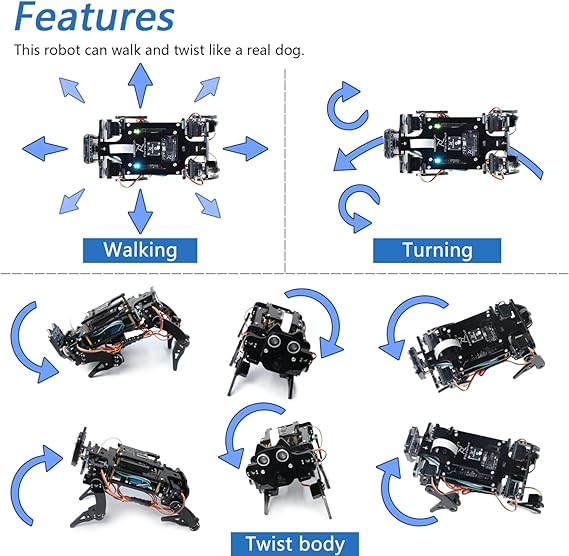 Features
This robot can walk and twist like a real dog.
Walking
Turning
Twist body